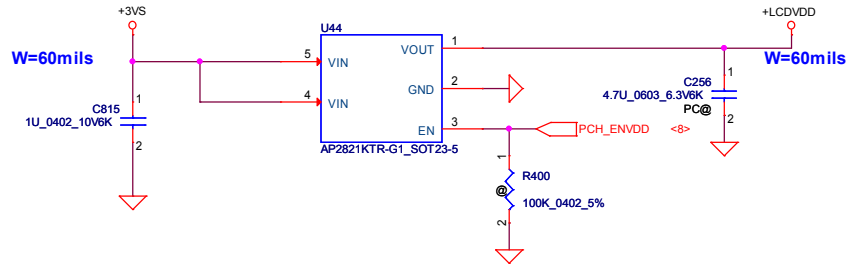 +3VS
+LCDVDD
U44
W=60mils
W=60mils
VOUT 1
5 VIN
GND 2
4 VIN
EN 3
AP2821KTR-G1_SOT23-5
1
C815
1U_0402_10V6K
2
1
C256
4.7U_0603_6.3V6K
PC@
2
PCH_ENVDD <8>
1
R400
@
100K_0402_5%
2